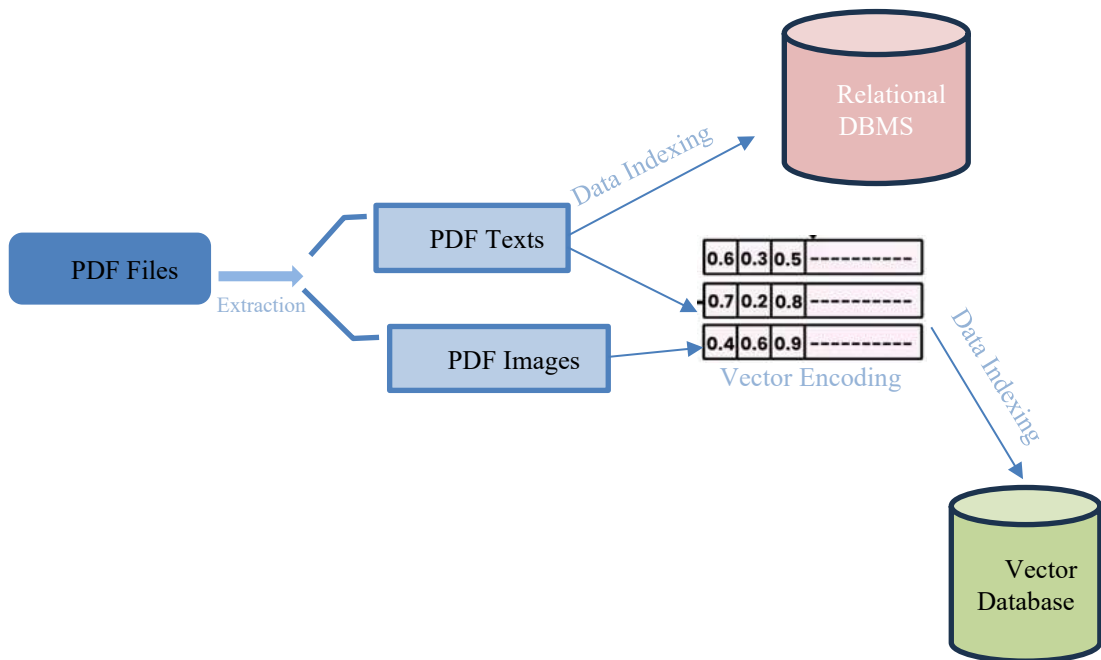 Relational
DBMS
Data Indexing
PDF Texts
PDF Files
Extraction
0.6 0.3 0.5 ----------
0.7 0.2 0.8 ----------
0.4 0.6 0.9 ----------
PDF Images
Vector Encoding
Data Indexing
Vector
Database